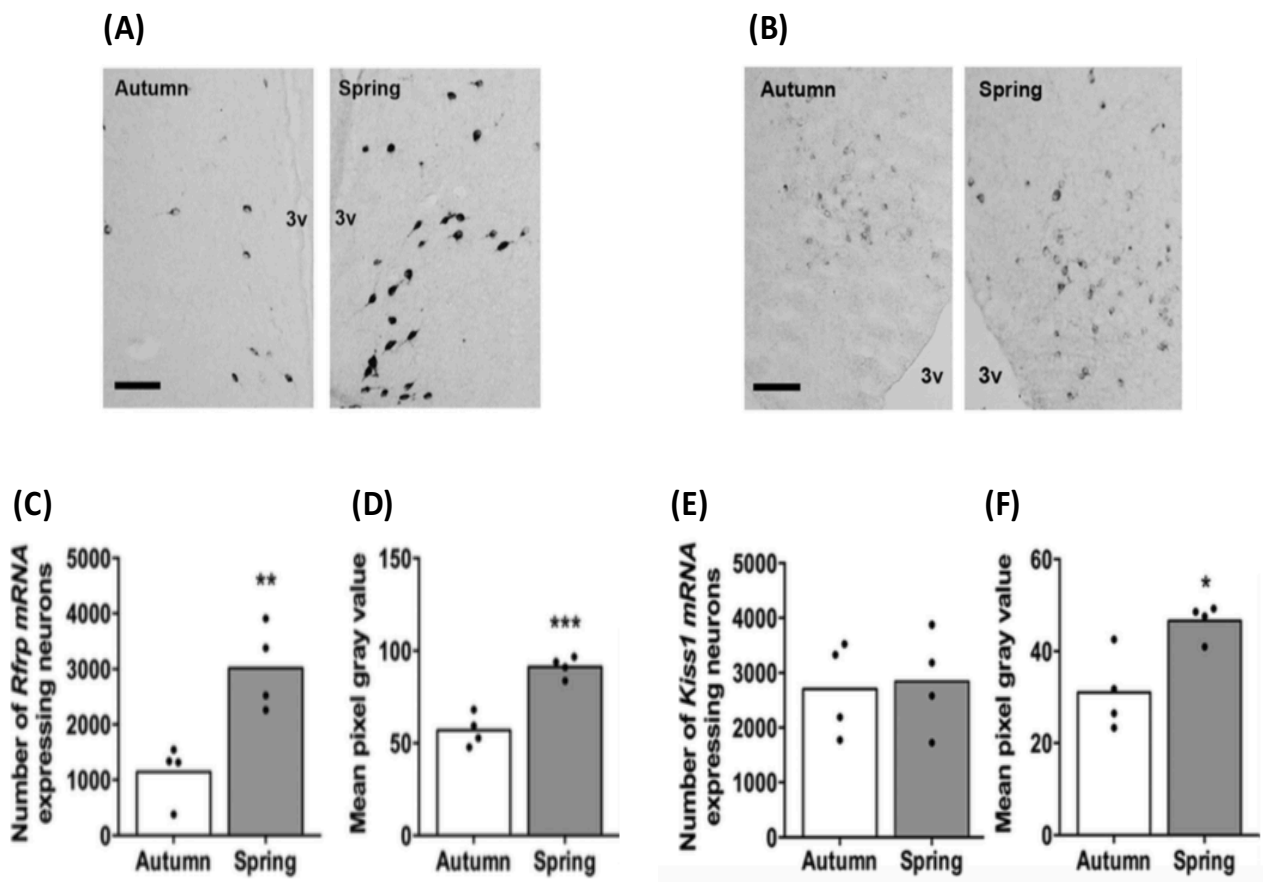 (A)
(B)
Autumn
Spring
3v
3v
Autumn
Spring
3v
3v
(C)
(D)
(E)
(F)
Number of Rfrp mRNA
expressing neurons
5000
4000
3000
2000
1000
0
**
Autumn
Spring
Mean pixel gray value
150
100
50
0
***
Autumn
Spring
Number of Kiss1 mRNA
expressing neurons
5000
4000
3000
2000
1000
0
Autumn
Spring
Mean pixel gray value
60
40
20
0
*
Autumn
Spring